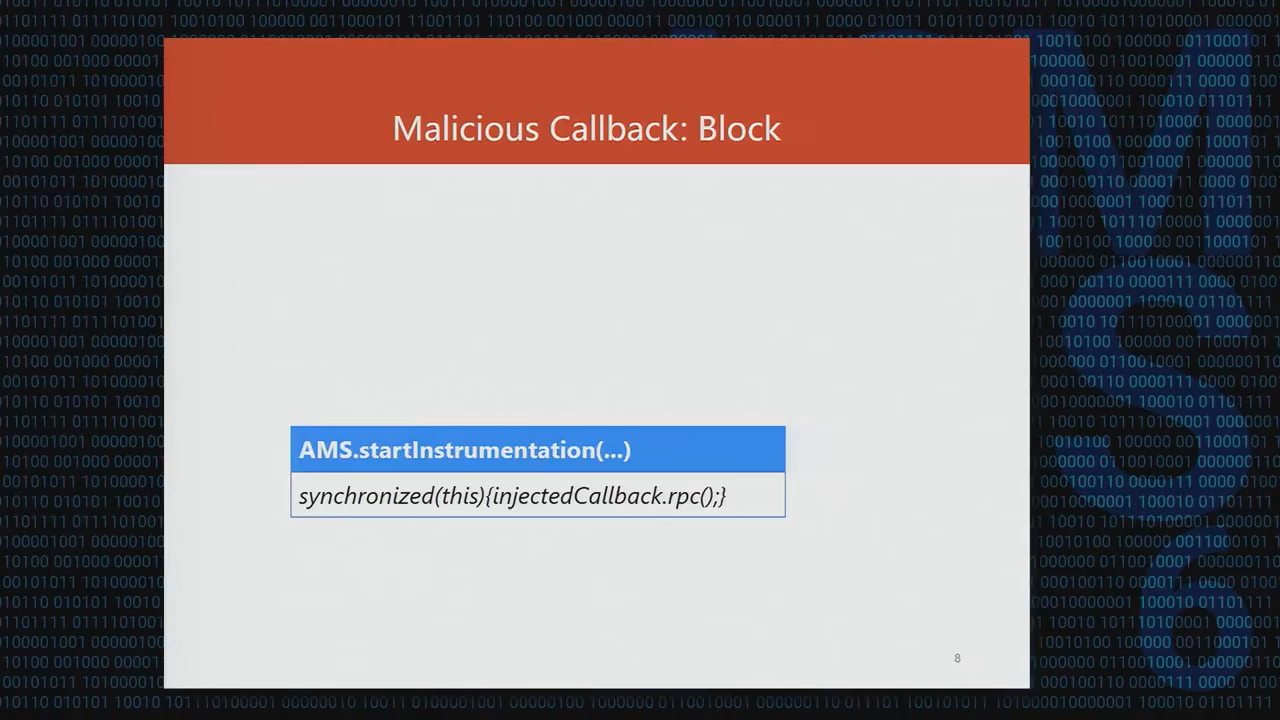 Malicious Callback: Block
AMS.startInstrumentation(...)
synchronized(this){injectedCallback.rpc();}
8